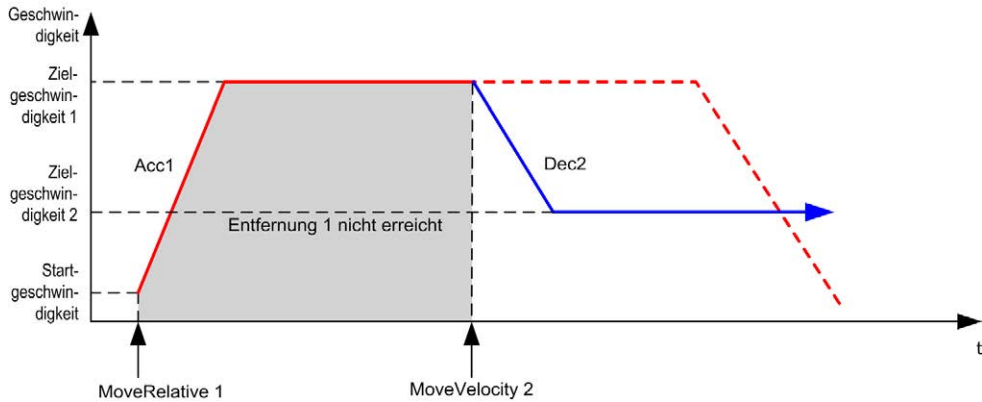 Geschwin-
digkeit
Ziel-
geschwin-
digkeit 1
Acc1
Dec2
Ziel-
geschwin-
digkeit 2
Entfernung 1 nicht erreicht
Start-
geschwin-
digkeit
t
MoveRelative 1
MoveVelocity 2